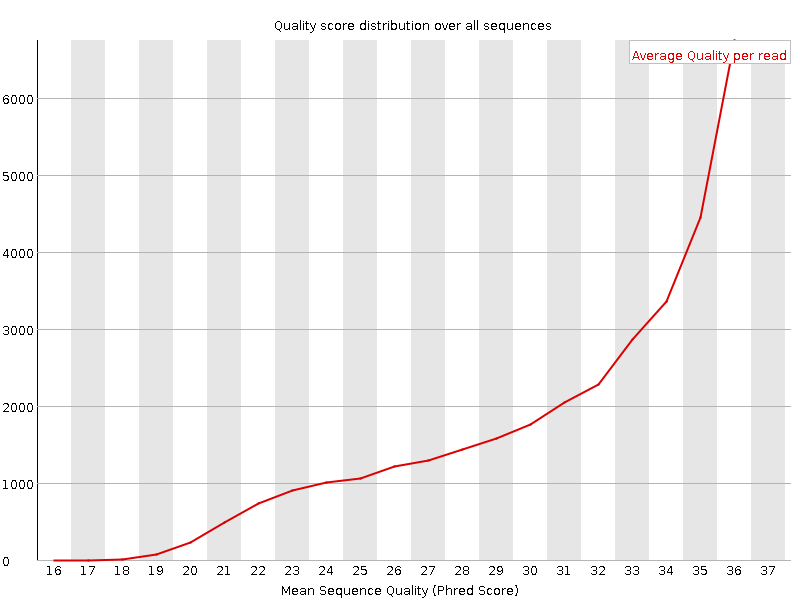 Quality score distribution over all sequences
Average Quality per read
6000
5000
4000
3000
2000
1000
0
16 17 18 19 20 21 22 23 24 25 26 27 28 29 30 31 32 33 34 35 36 37
Mean Sequence Quality (Phred Score)